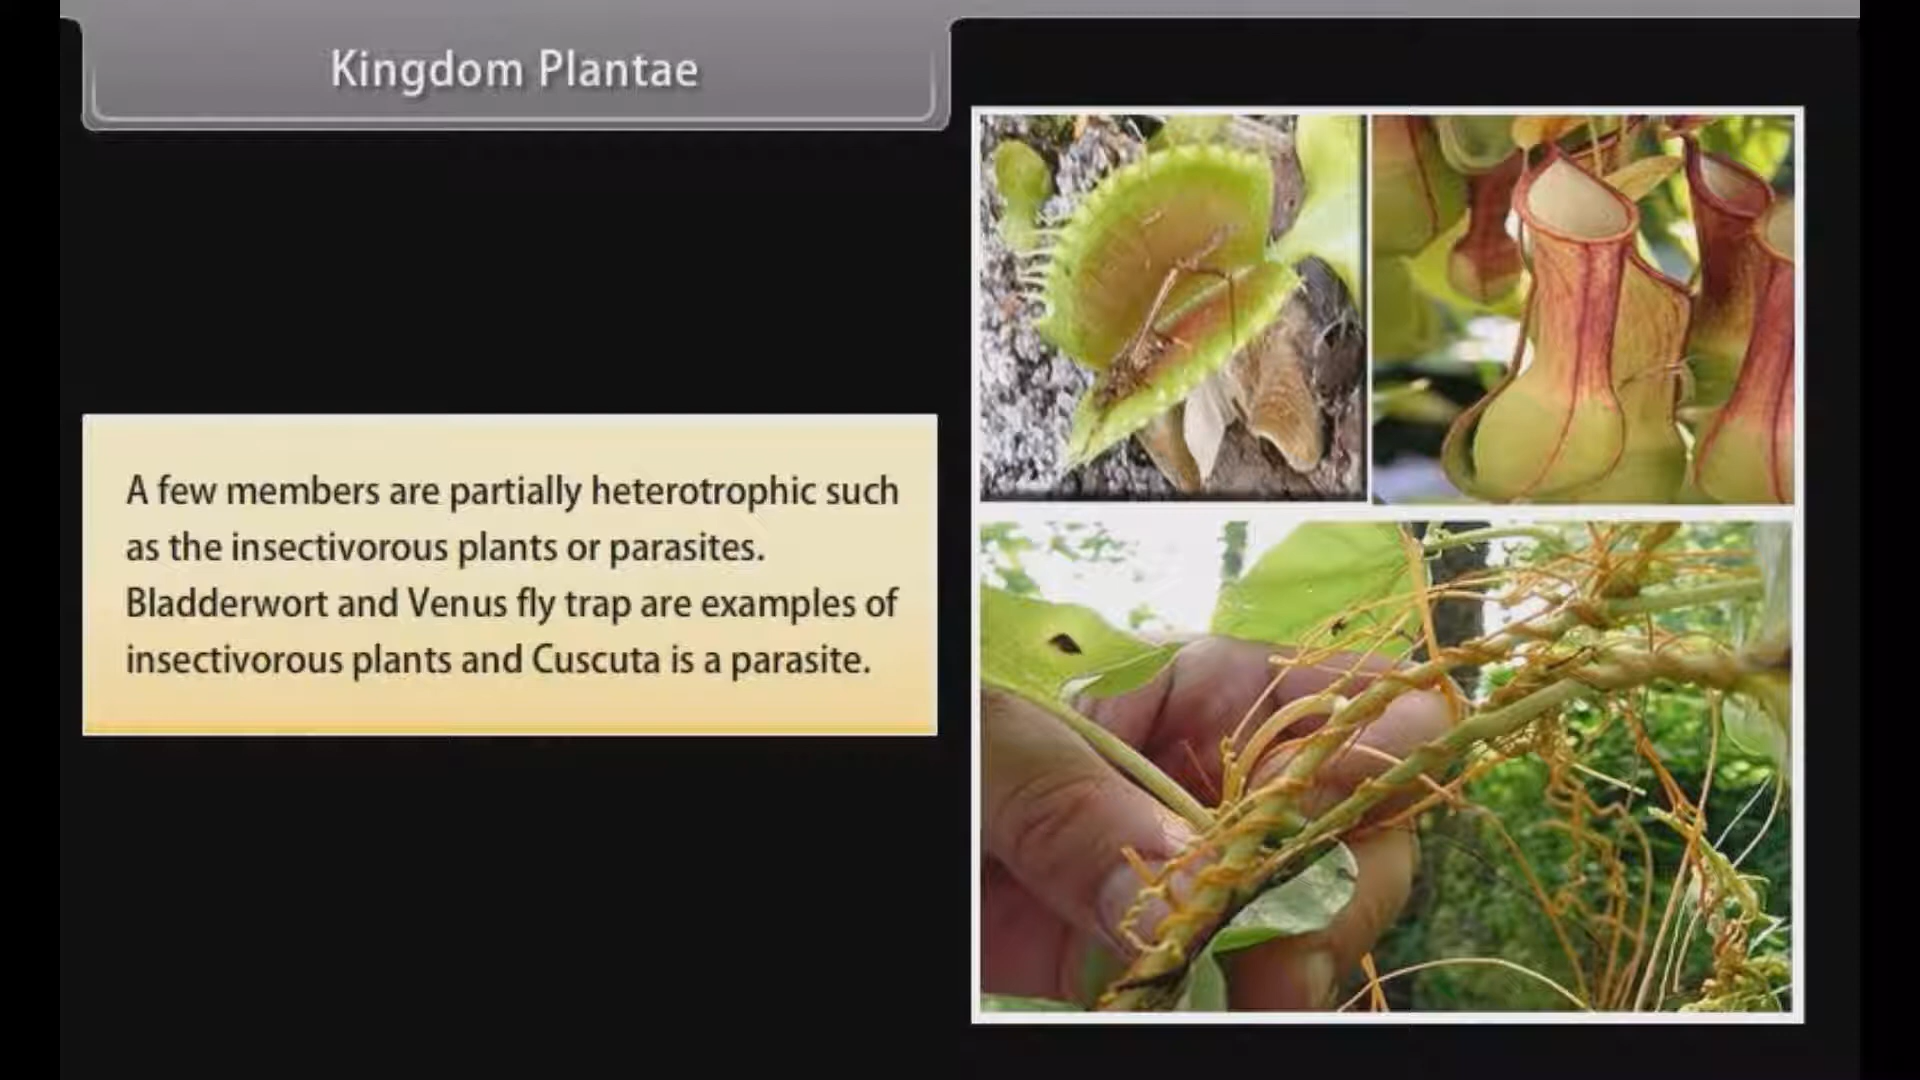 Kingdom Plantae
A few members are partially heterotrophic such
as the insectivorous plants or parasites.
Bladderwort and Venus fly trap are examples of
insectivorous plants and Cuscuta is a parasite.